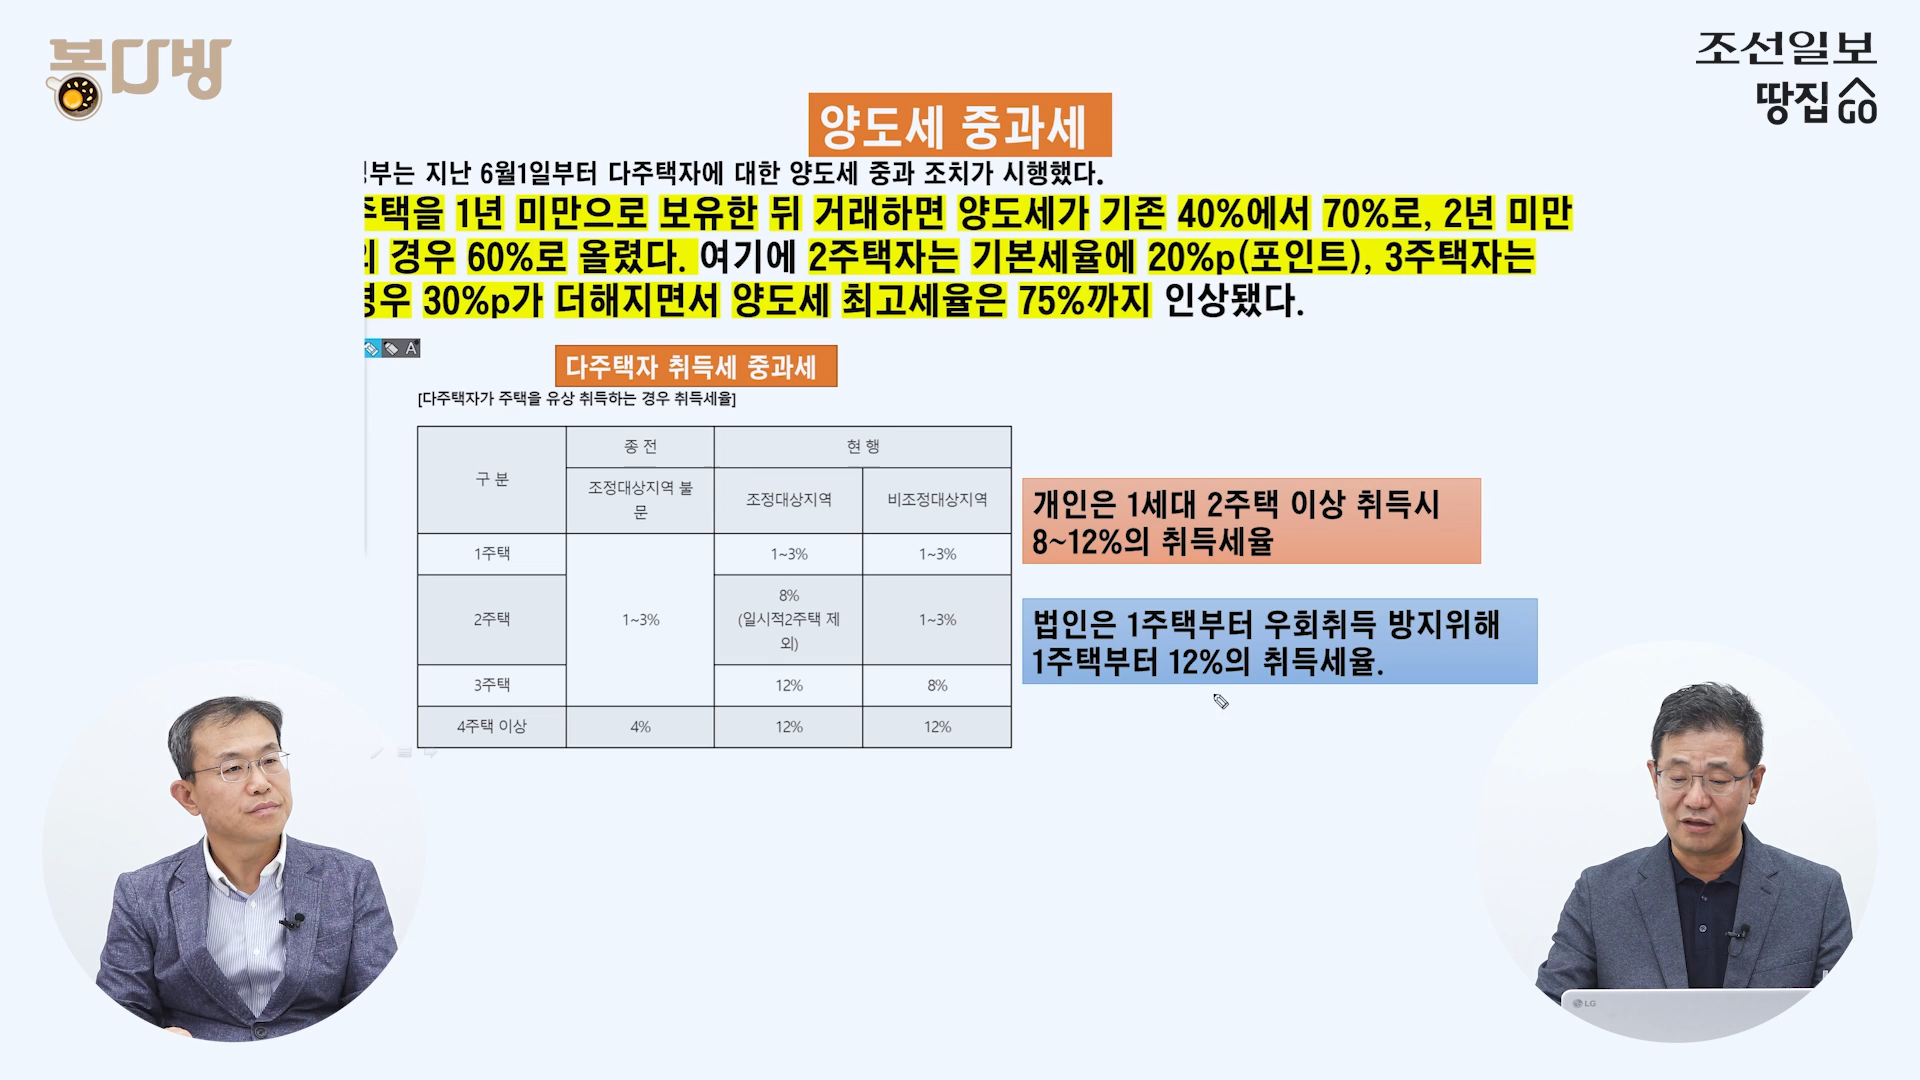 봉다방
조선일보
땅집GO
양도세 중과세
부는 지난 6월1일부터 다주택자에 대한 양도세 중과 조치가 시행했다.
주택을 1년 미만으로 보유한 뒤 거래하면 양도세가 기존 40%에서 70%로, 2년 미만
경우 60%로 올렸다. 여기에 2주택자는 기본세율에 20%p(포인트), 3주택자는
경우 30%p가 더해지면서 양도세 최고세율은 75%까지 인상됐다.
A
다주택자 취득세 중과세
[다주택자가 주택을 유상 취득하는 경우 취득세율]
구 분 종 전 현 행
조정대상지역 불
문 조정대상지역 비조정대상지역
1주택 1~3% 1~3% 1~3%
2주택 8%
(일시적2주택 제
외) 1~3%
3주택 12% 8%
4주택 이상 4% 12% 12%
개인은 1세대 2주택 이상 취득시
8~12%의 취득세율
법인은 1주택부터 우회취득 방지위해
1주택부터 12%의 취득세율.
LG